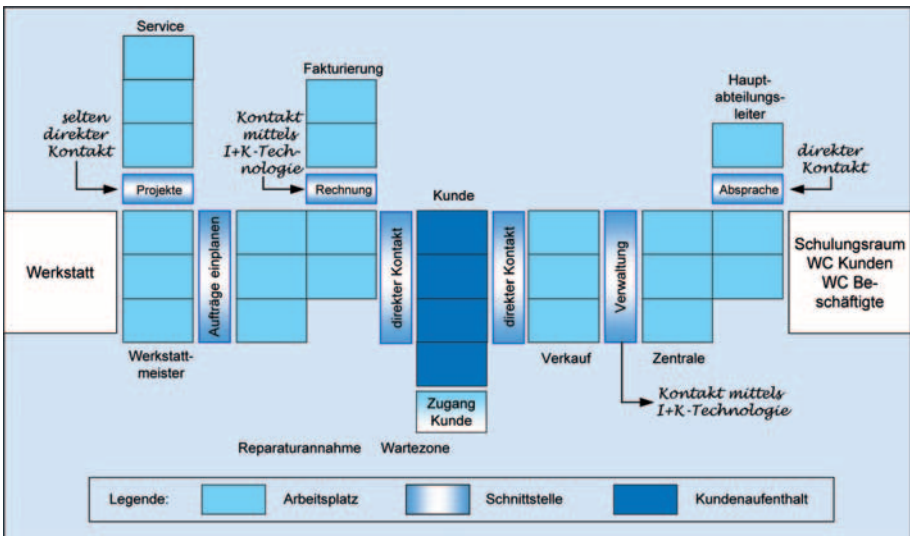 Service
Fakturierung
Haupt-
abteilungs-
leiter
selten
direkter
Kontakt
Kontakt
mittels
I+K-Tech-
nologie
direkter
Kontakt
Projekte
Rechnung
Kunde
Absprache
Werkstatt
Aufträge einplanen
direkter Kontakt
direkter Kontakt
Verwaltung
Schulungsraum
WC Kunden
WC Be-
schäftigte
Werkstatt-
meister
Verkauf
Zentrale
Zugang
Kunde
Kontakt mittels
I+K-Technologie
Reparaturannahme
Wartezone
Legende:
Arbeitsplatz
Schnittstelle
Kundenaufenthalt